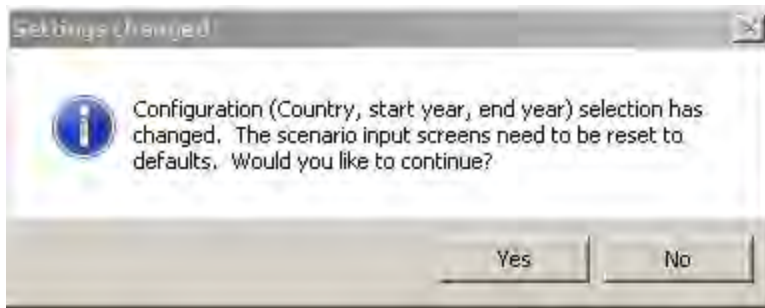 Settings changed!
Configuration (Country, start year, end year) selection has
changed. The scenario input screens need to be reset to
defaults. Would you like to continue?
Yes
No